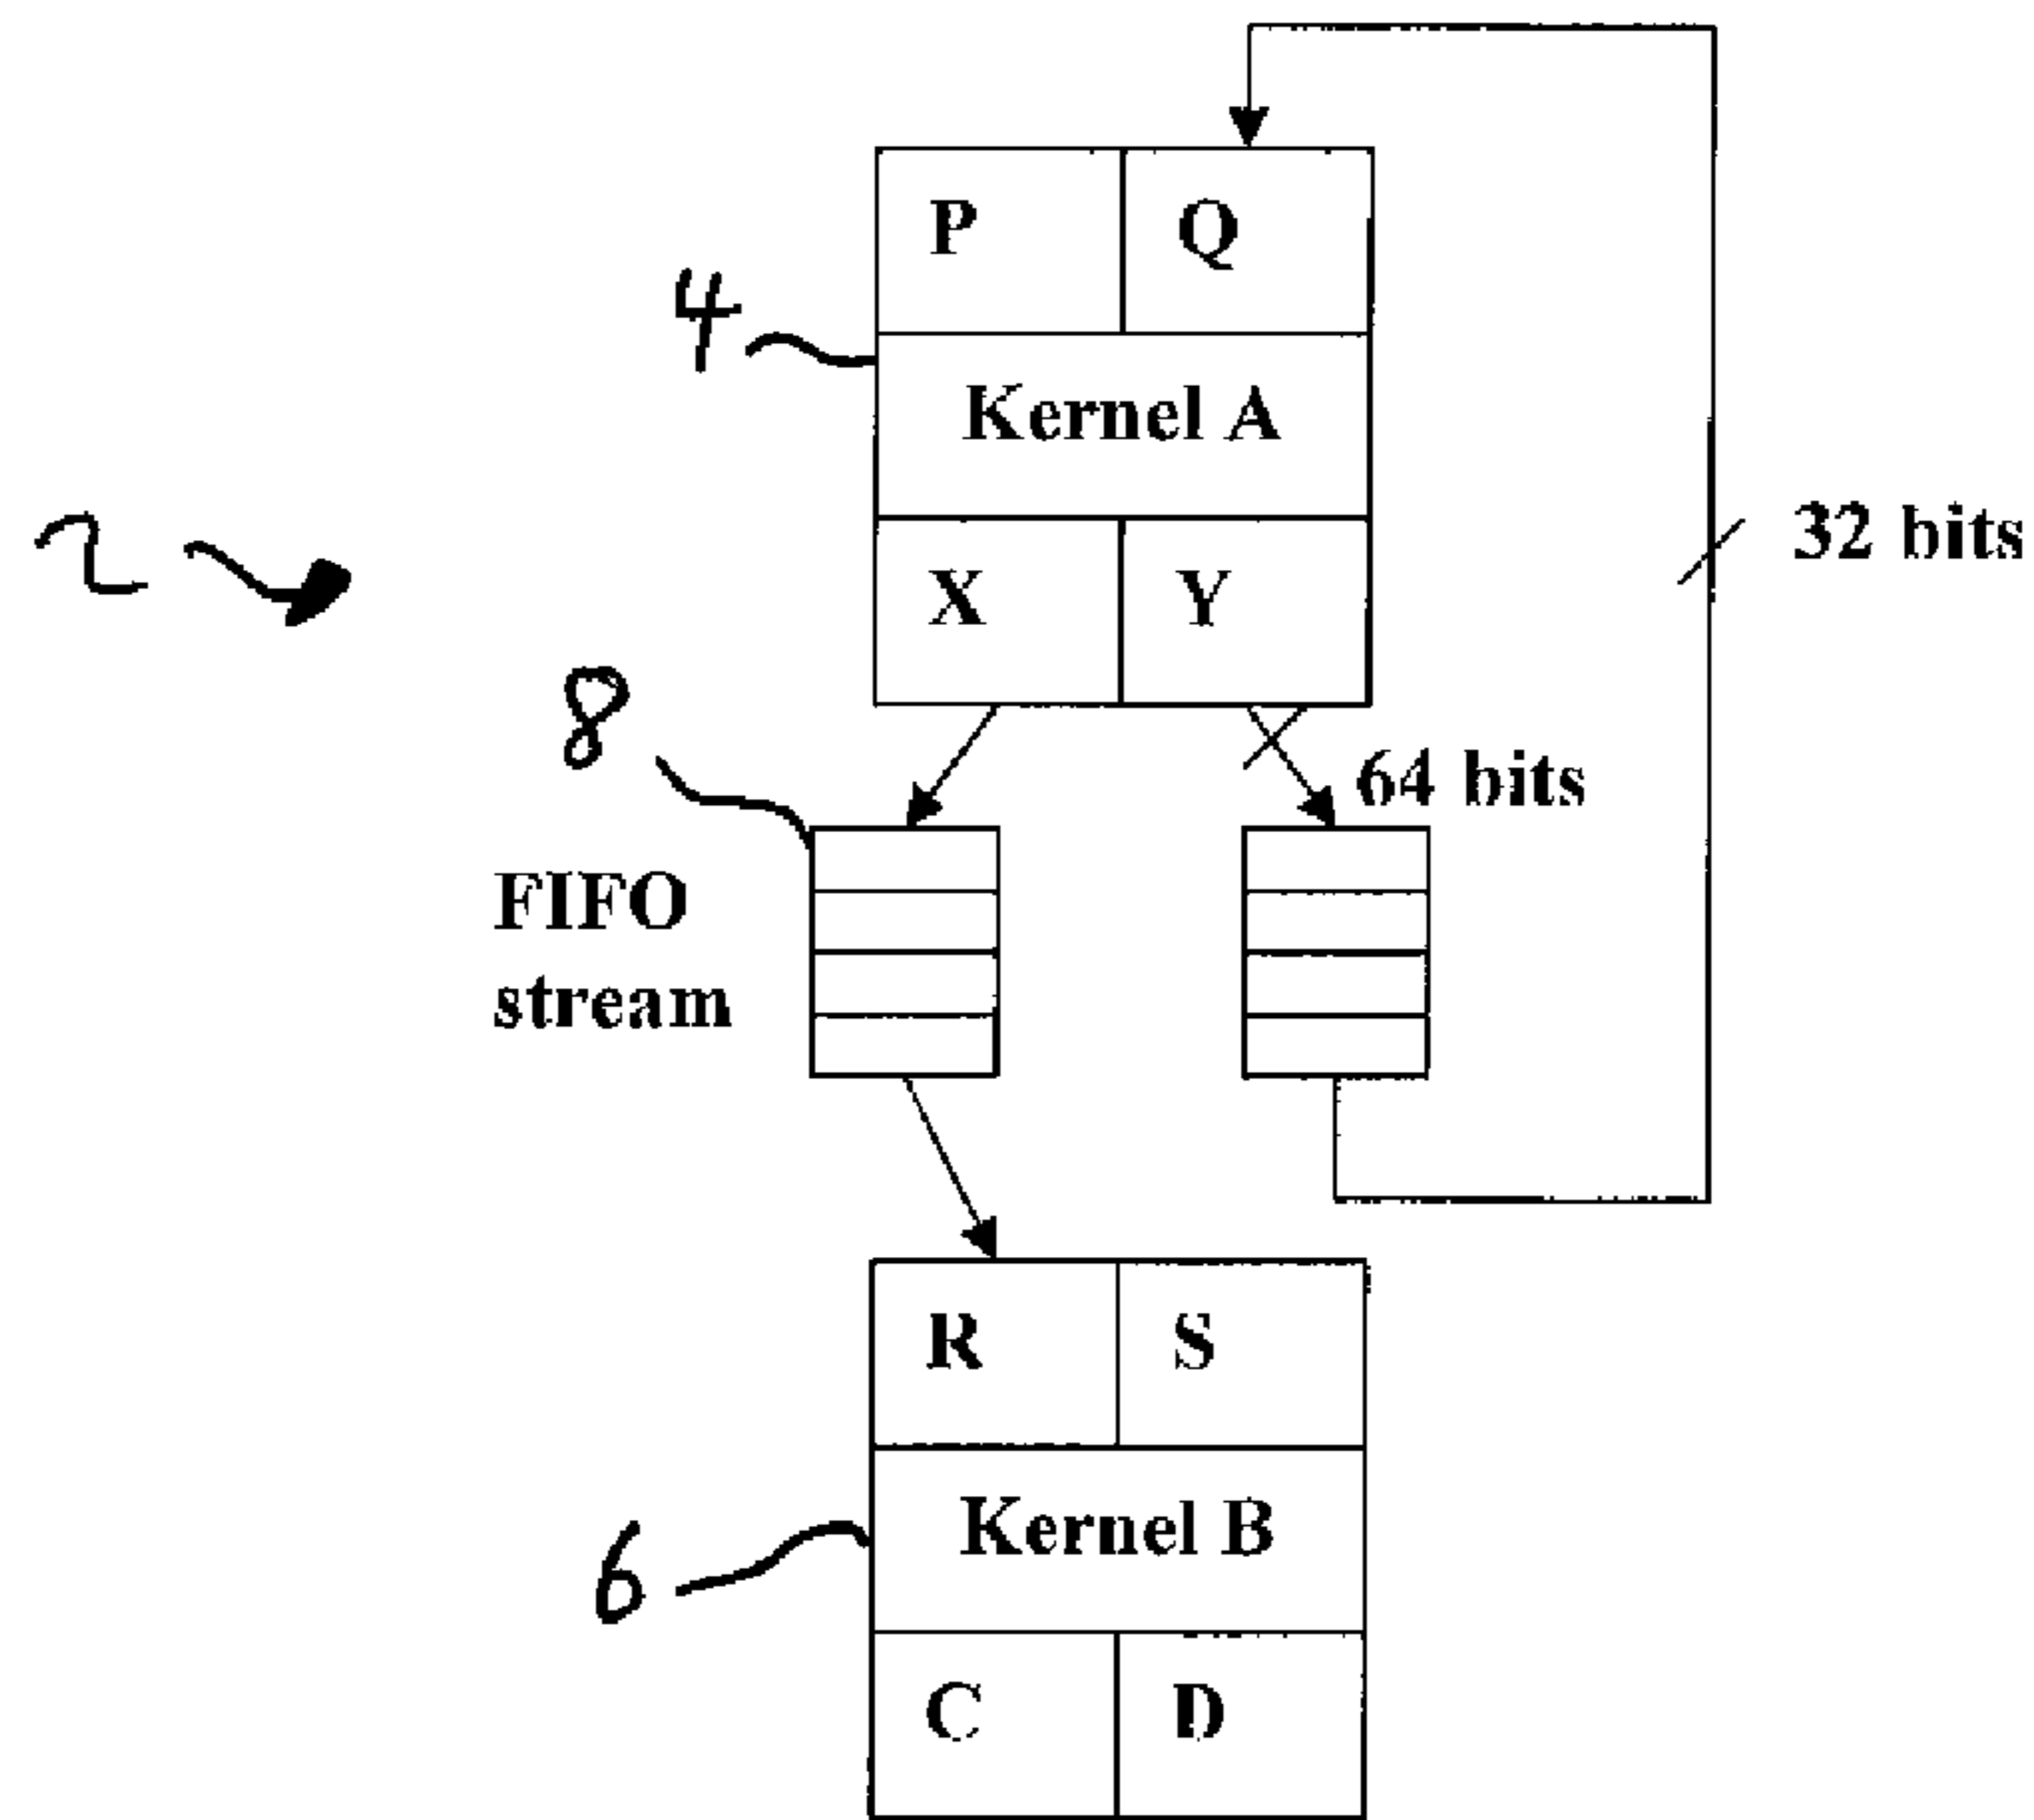 P
Q
4
Kernel A
2
32 bits
X
Y
8
64 bits
FIFO
stream
R
S
6
Kernel B
C
D